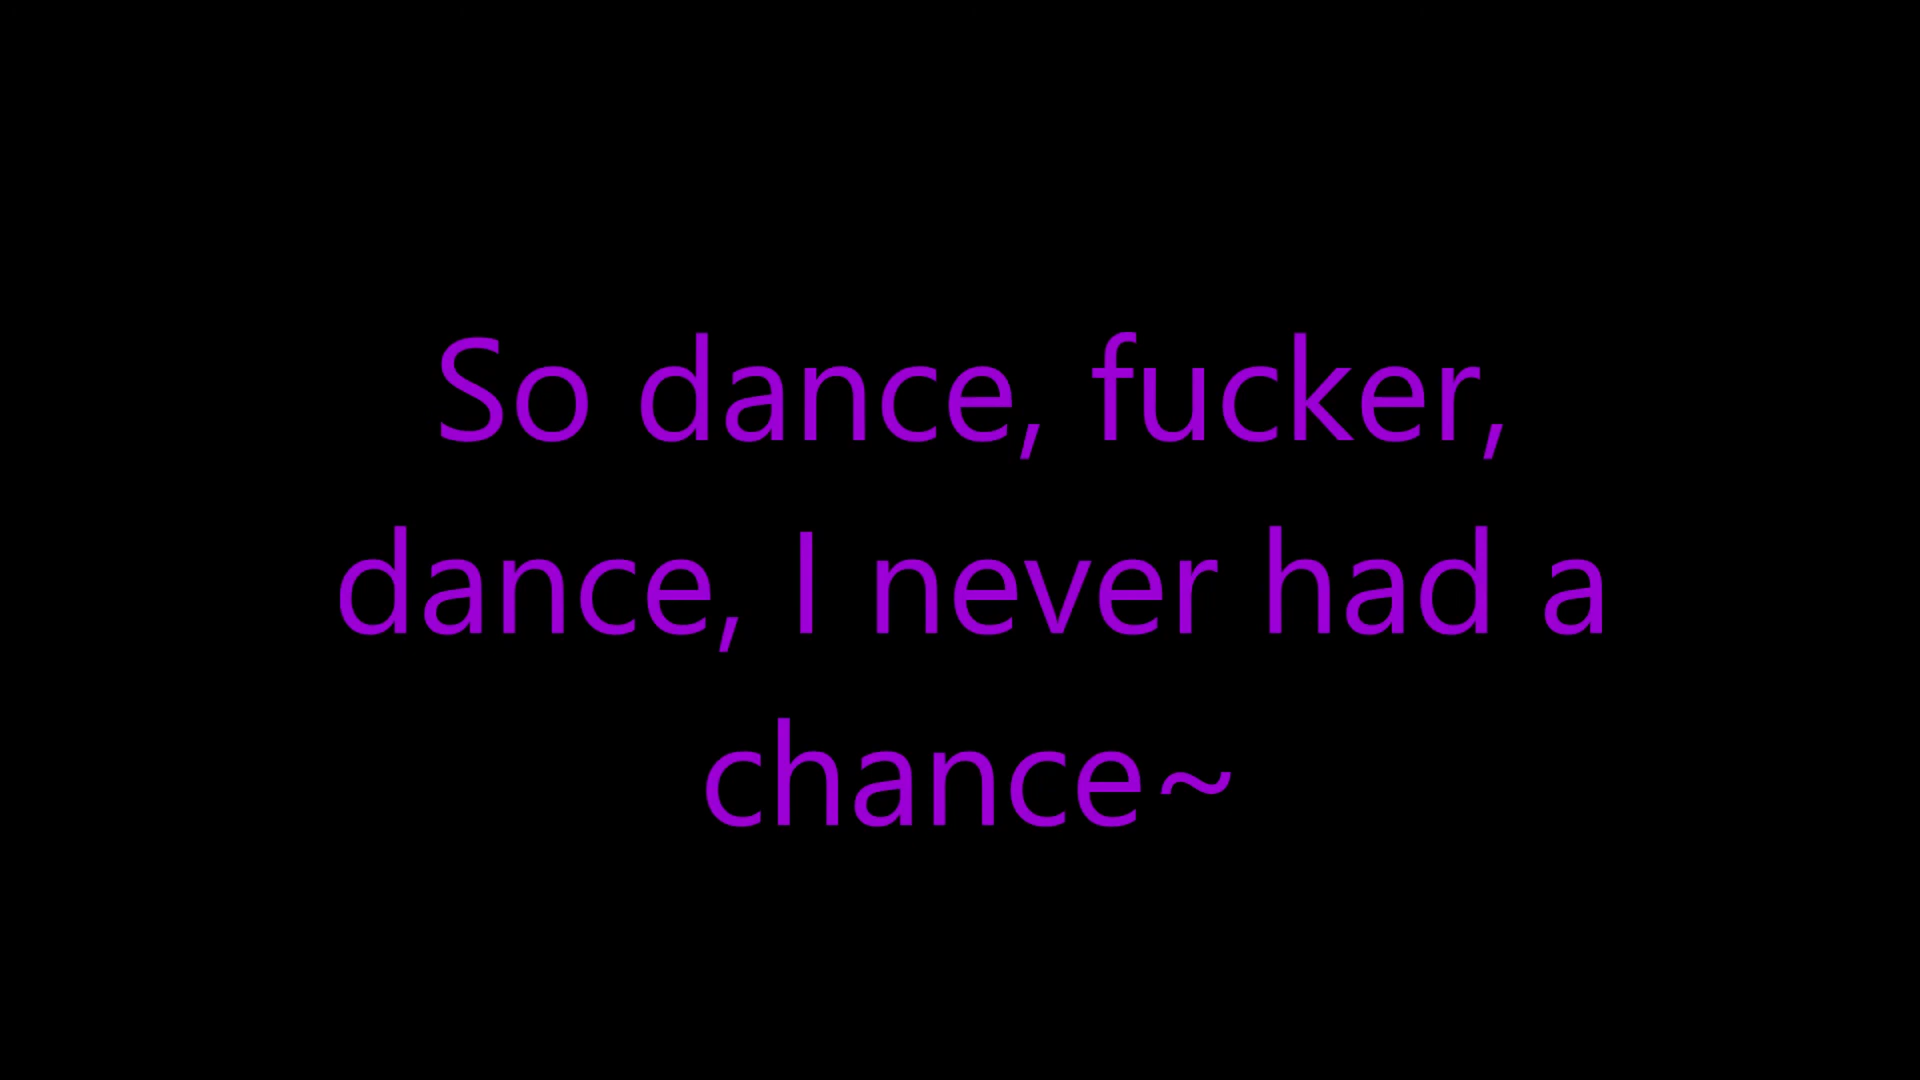 So dance, fucker,
dance, I never had a
chance~